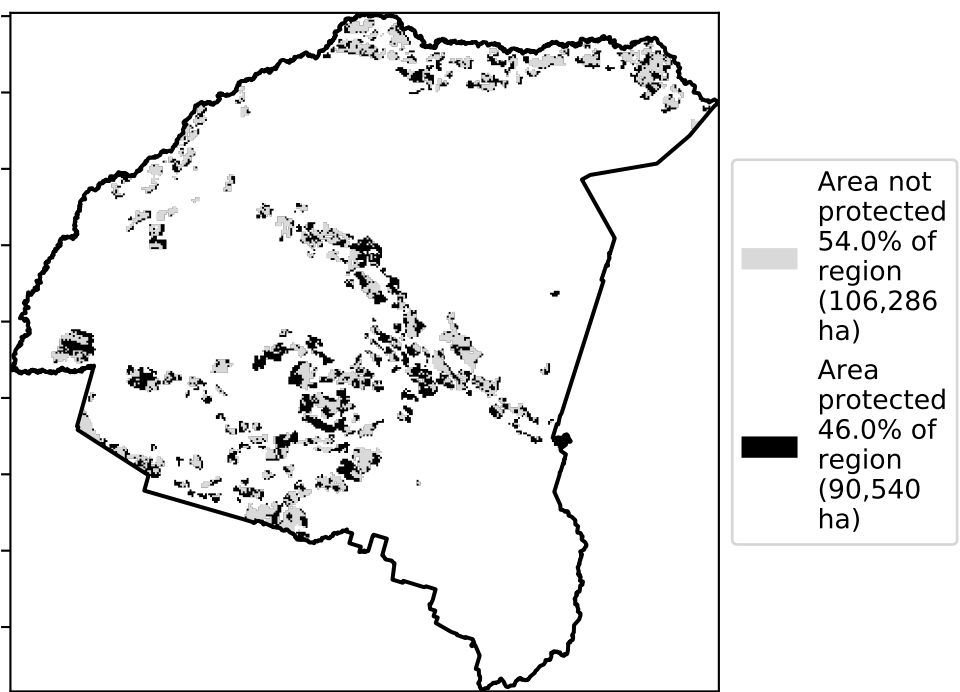 Area not
protected
54.0% of
region
(106,286
ha)
Area
protected
46.0% of
region
(90,540
ha)